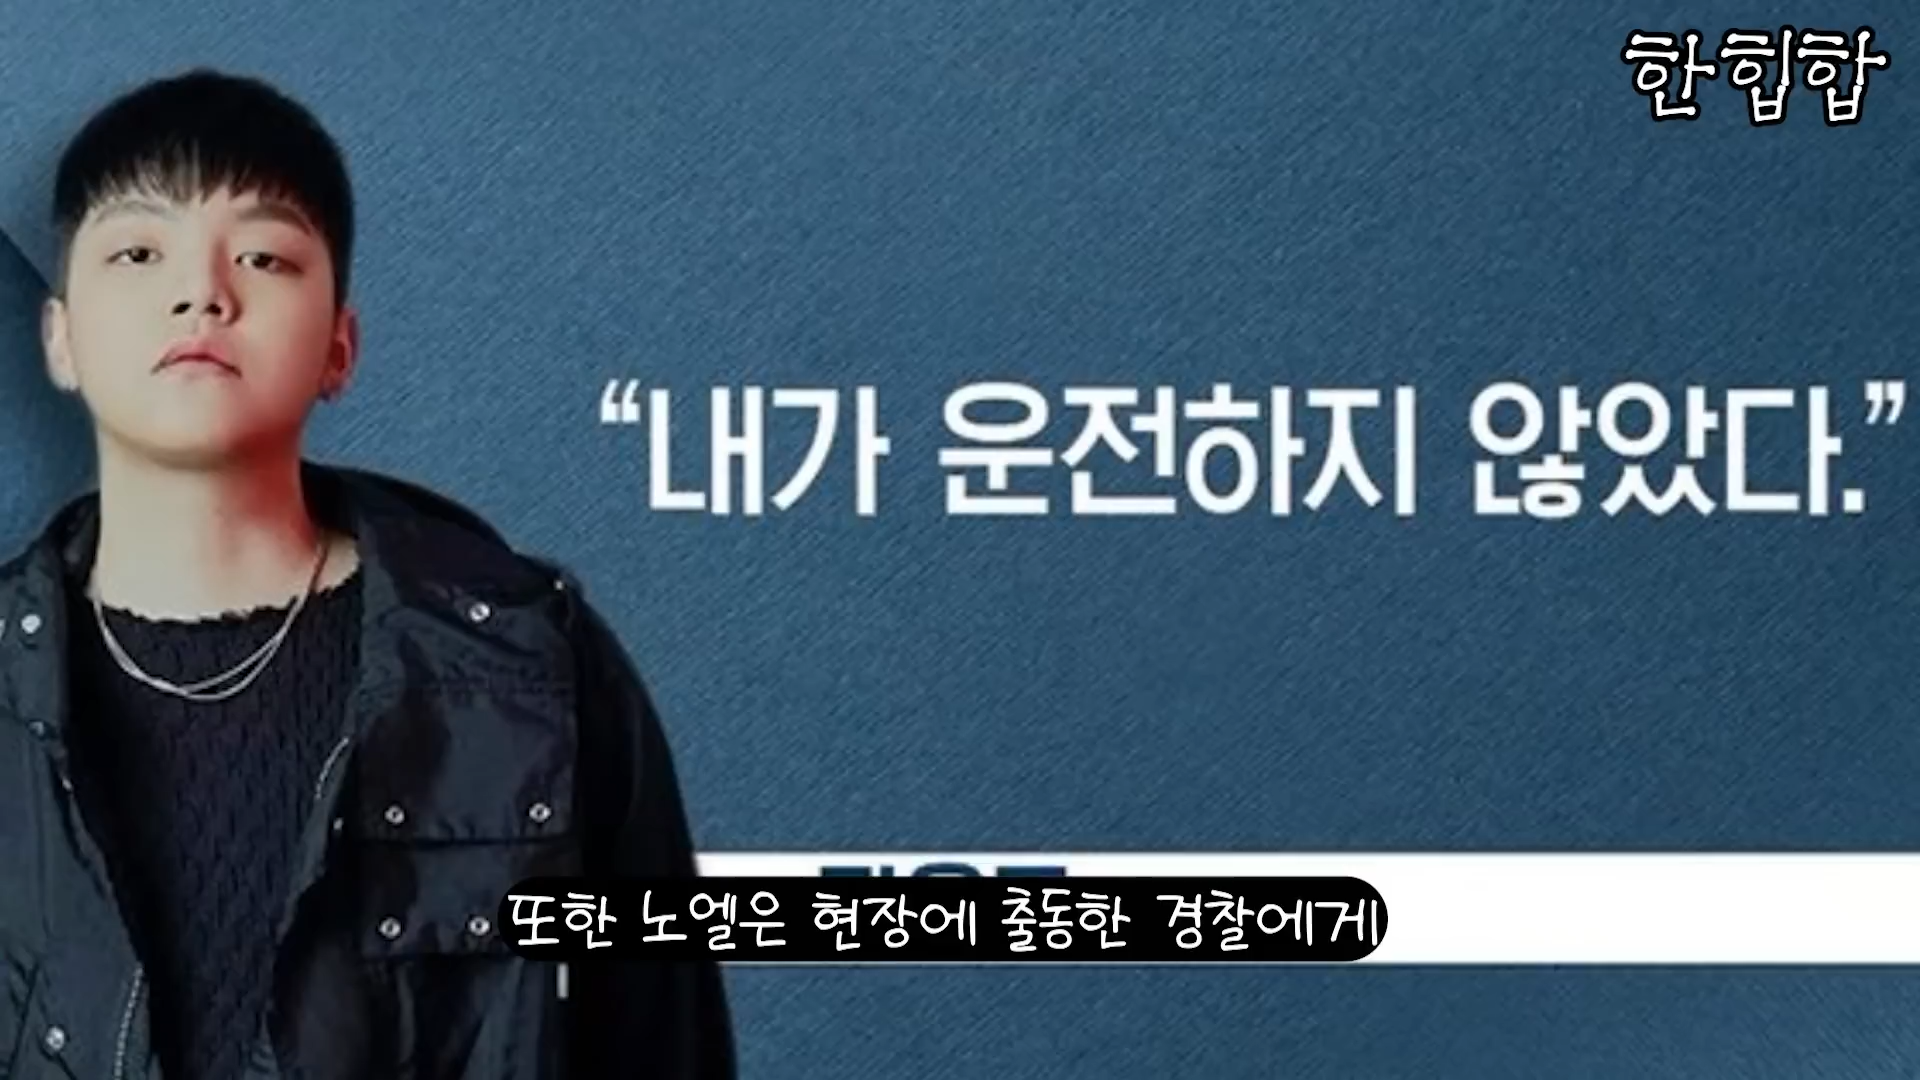 한힙합
“내가 운전하지 않았다.”
또한 노엘은 현장에 출동한 경찰에게